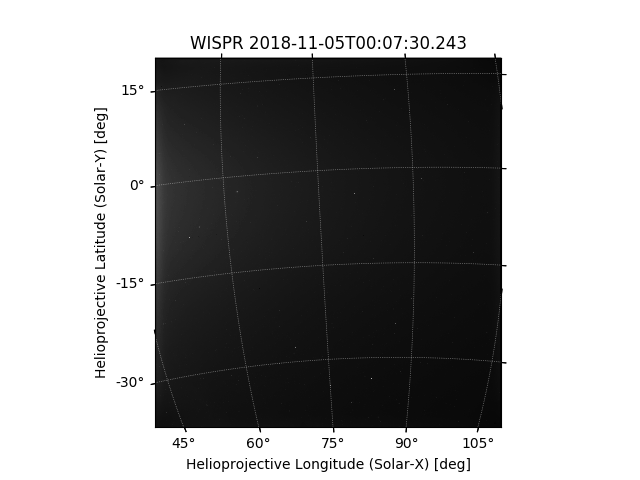 WISPR 2018-11-05T00:07:30.243
15°
0°
-15°
-30°
Helioprojective Latitude (Solar-Y) [deg]
45° 60° 75° 90° 105°
Helioprojective Longitude (Solar-X) [deg]